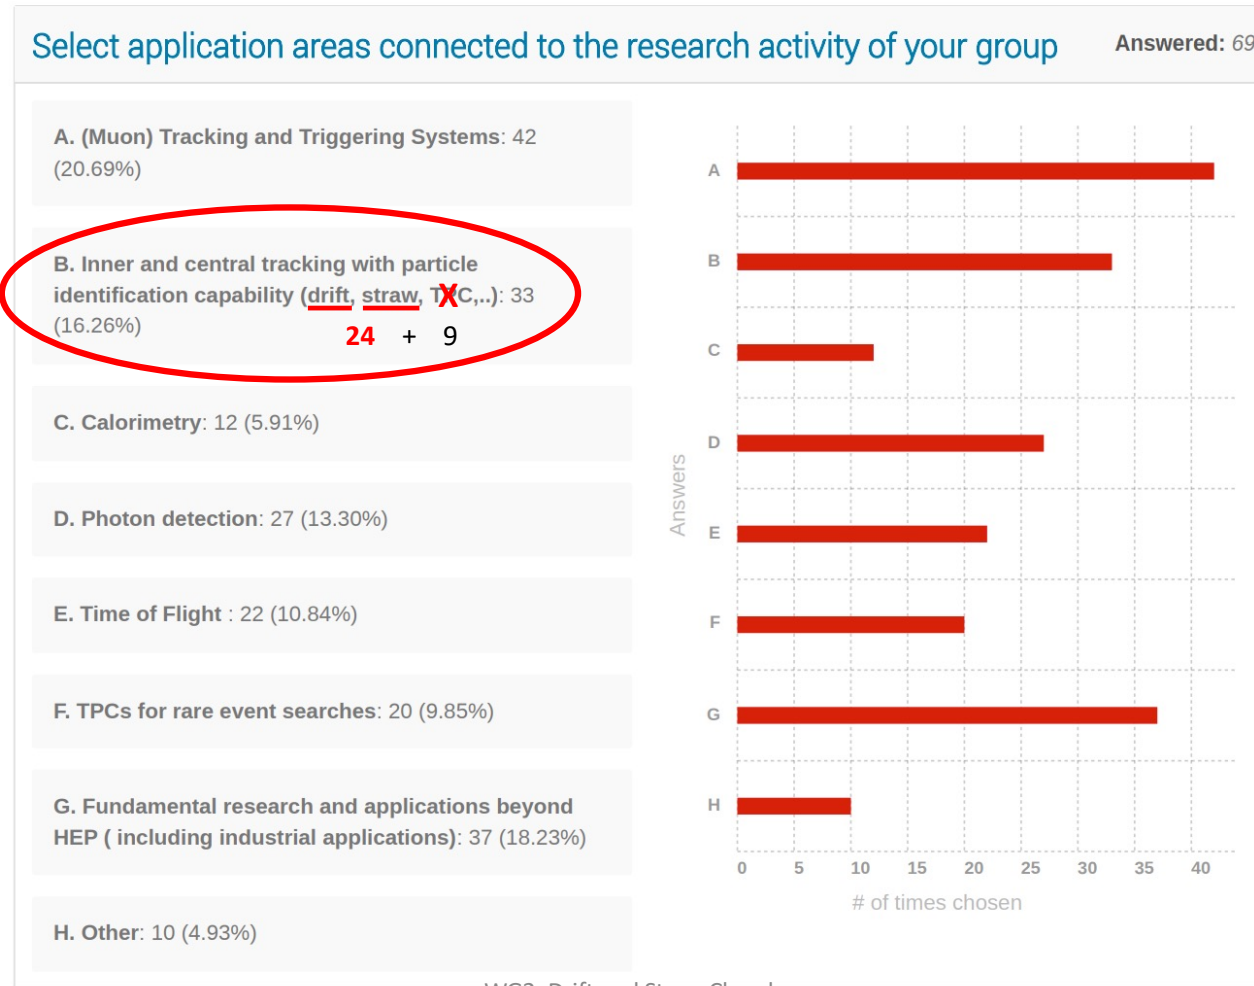 Select application areas connected to the research activity of your group
Answered: 69
A. (Muon) Tracking and Triggering Systems: 42
(20.69%)
B. Inner and central tracking with particle
identification capability (drift, straw, TPC,..): 33
(16.26%)
X
24 + 9
C. Calorimetry: 12 (5.91%)
D. Photon detection: 27 (13.30%)
E. Time of Flight : 22 (10.84%)
F. TPCs for rare event searches: 20 (9.85%)
G. Fundamental research and applications beyond
HEP ( including industrial applications): 37 (18.23%)
H. Other: 10 (4.93%)
Answers
A
B
C
D
E
F
G
H
0 5 10 15 20 25 30 35 40
# of times chosen